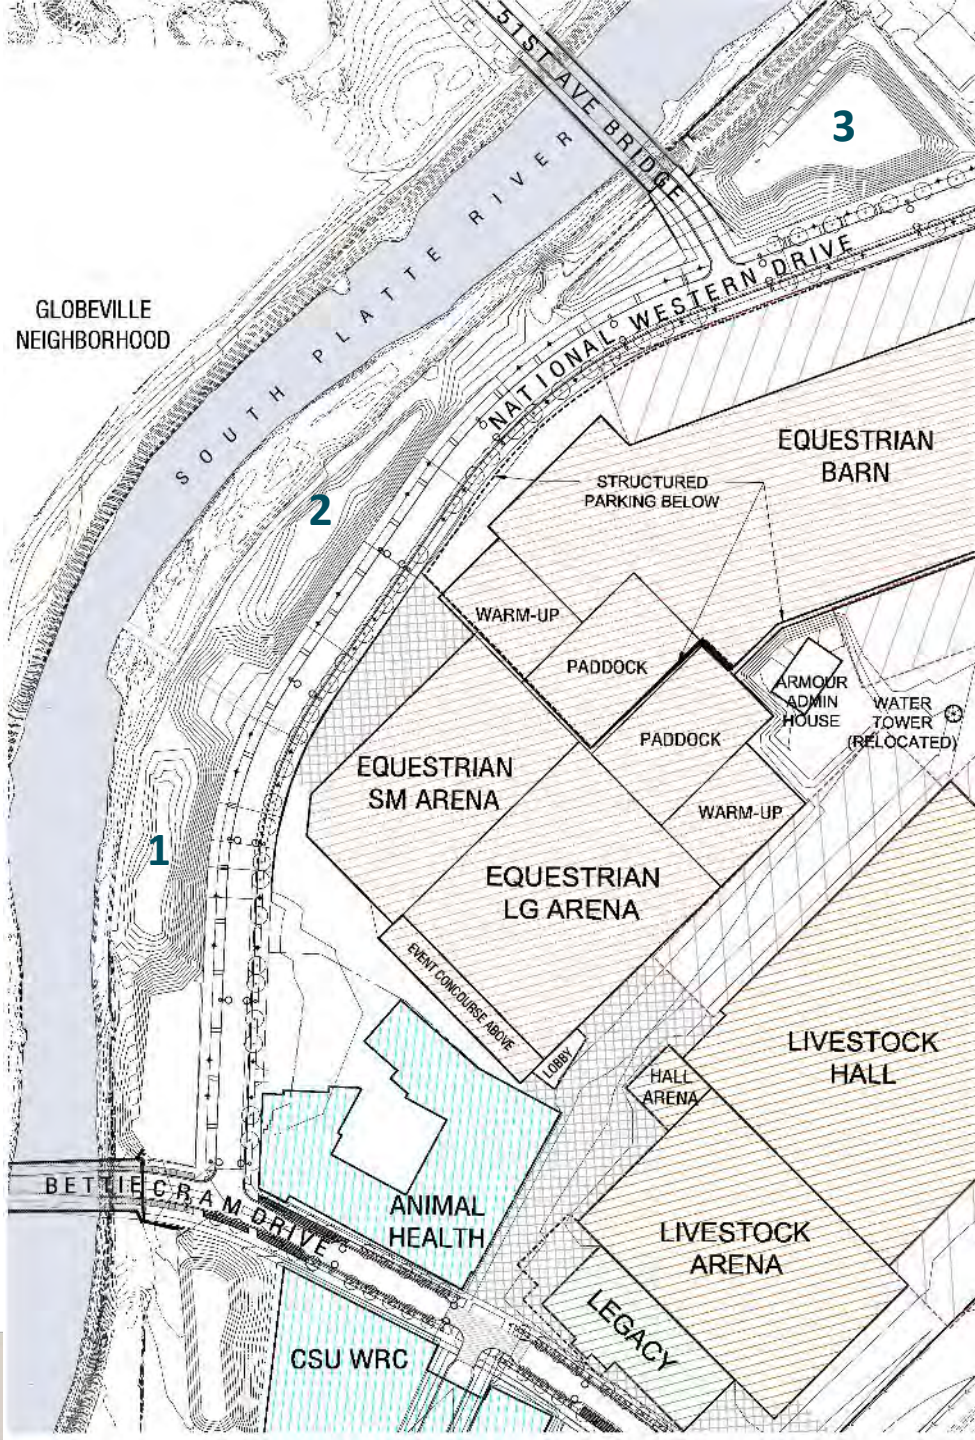 51ST AVE BRIDGE
3
SOUTH PLATTE RIVER
NATIONAL WESTERN DRIVE
GLOBEVILLE
NEIGHBORHOOD
EQUESTRIAN
BARN
STRUCTURED
PARKING BELOW
2
WARM-UP
PADDOCK
ARMOUR
ADMIN
HOUSE
WATER
TOWER
(RELOCATED)
PADDOCK
EQUESTRIAN
SM ARENA
WARM-UP
1
EQUESTRIAN
LG ARENA
EVENT CONCOURSE ABOVE
LOBBY
LIVESTOCK
HALL
HALL
ARENA
BETTIE CRAM DRIVE
ANIMAL
HEALTH
LIVESTOCK
ARENA
LEGACY
CSU WRC